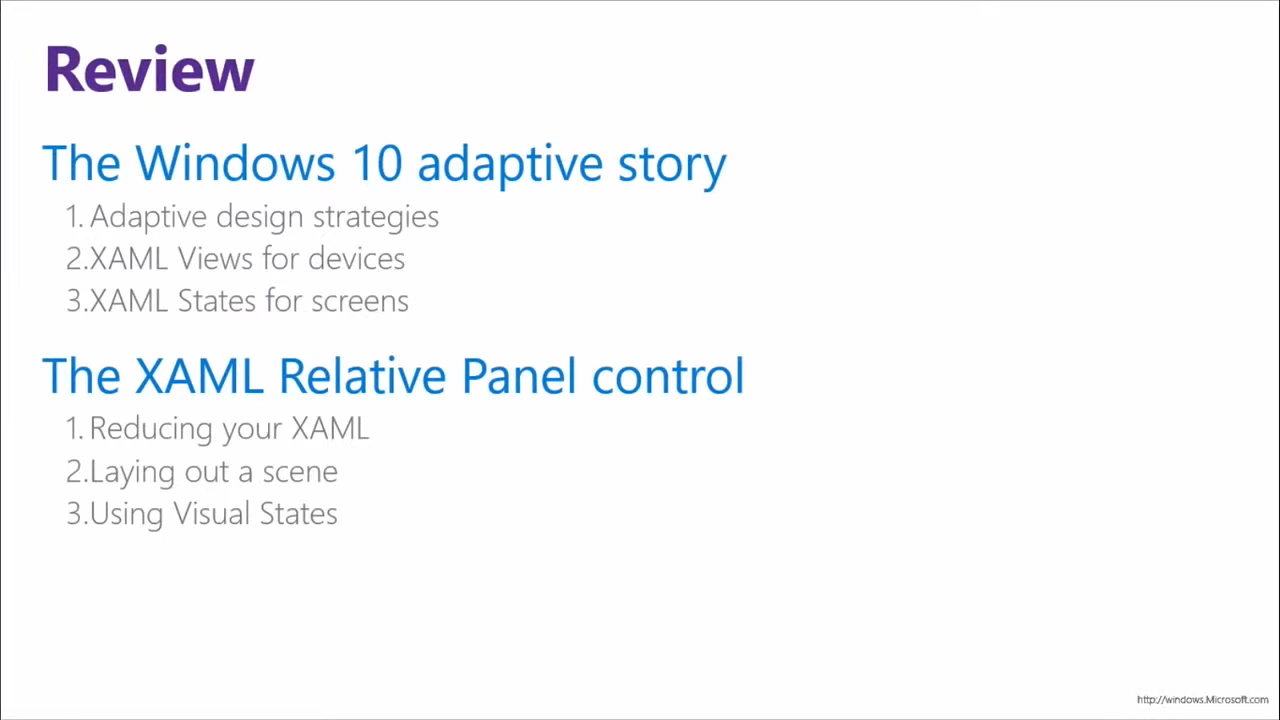 Review
The Windows 10 adaptive story
1. Adaptive design strategies
2.XAML Views for devices
3.XAML States for screens
The XAML Relative Panel control
1. Reducing your XAML
2.Laying out a scene
3.Using Visual States
http://windows.Microsoft.com